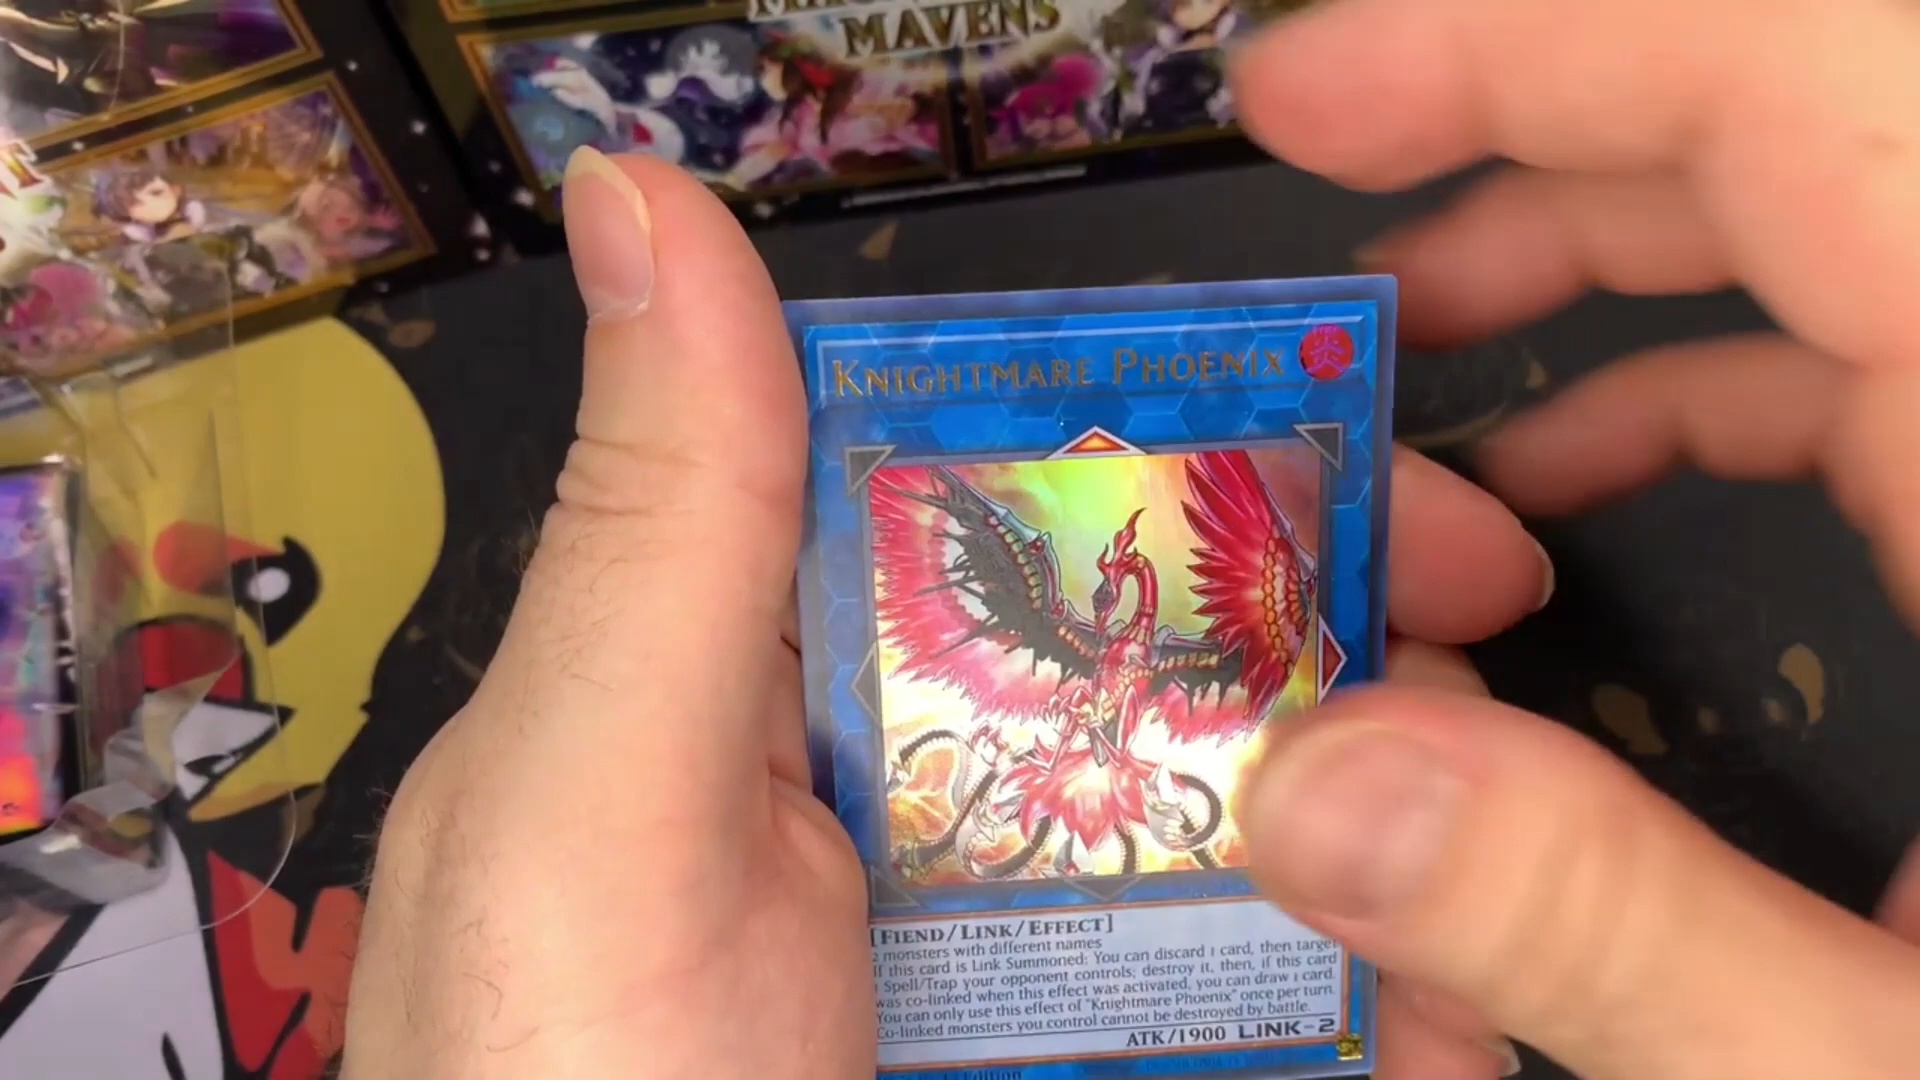 MAVENS
KNIGHTMARE PHOENIX
炎
[FIEND/LINK/EFFECT]
2 monsters with different names
If this card is Link Summoned: You can discard 1 card, then target
1 Spell/Trap your opponent controls; destroy it, then, if this card
was co-linked when this effect was activated, you can draw 1 card.
You can only use this effect of "Knightmare Phoenix" once per turn.
Co-linked monsters you control cannot be destroyed by battle.
ATK/1900 LINK-2
Edition